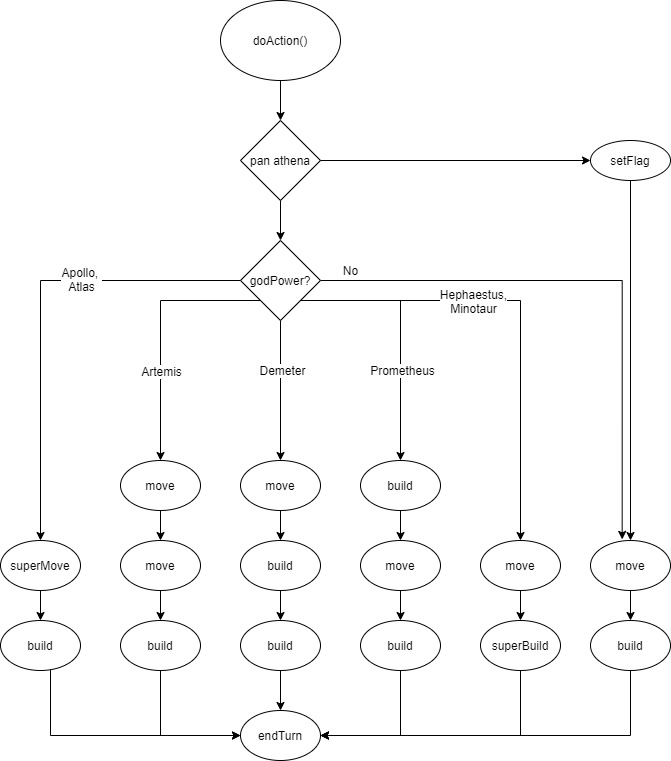 doAction()
pan athena
setFlag
godPower?
No
Apollo,
Atlas
Hephaestus,
Minotaur
Artemis
Demeter
Prometheus
move
move
build
superMove
move
build
move
move
move
build
build
build
build
superBuild
build
endTurn